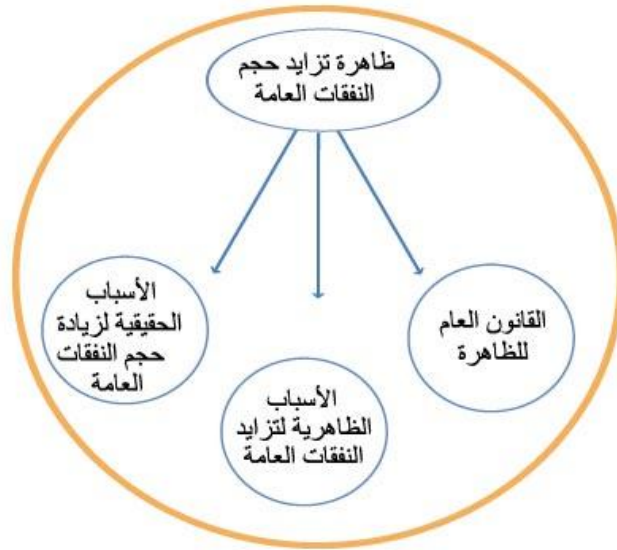 ظاهرة تزايد حجم
النفقات العامة
القانون العام
للظاهرة
الأسباب
الظاهرية لتزايد
النفقات العامة
الأسباب
الحقيقية لزيادة
حجم النفقات
العامة